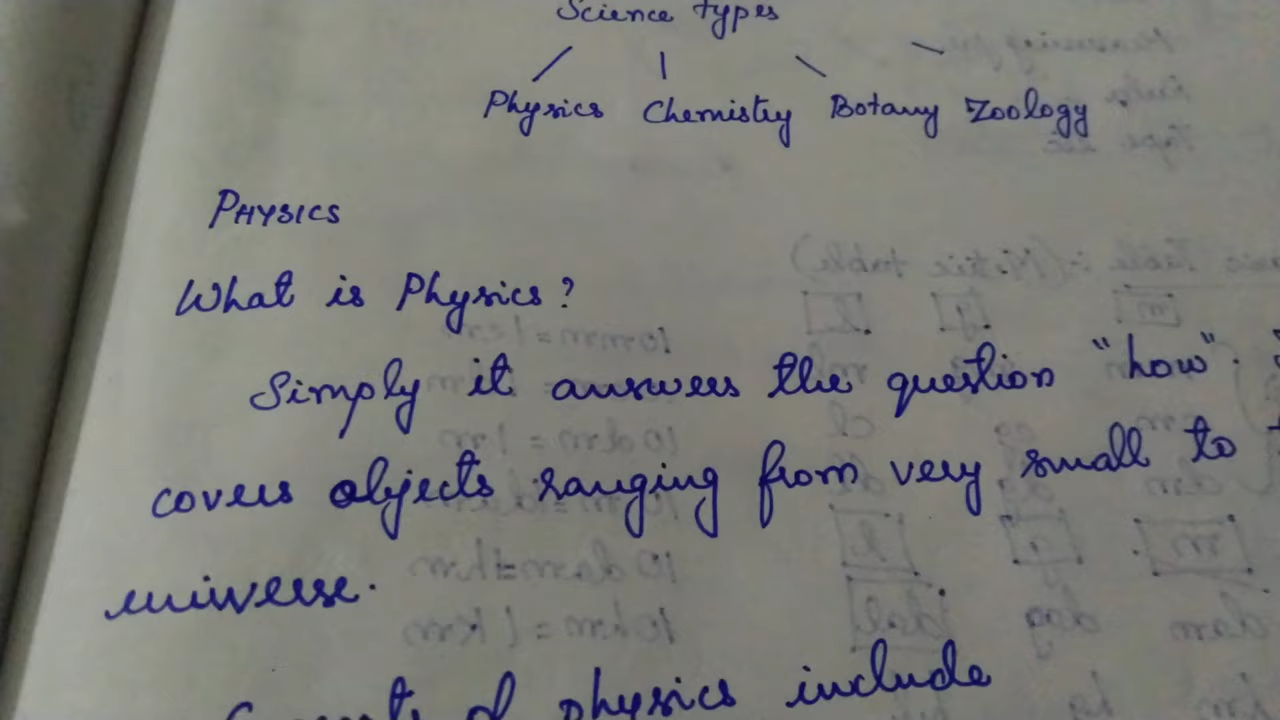 Science types
Physics Chemistry Botany Zoology
PHYSICS
What is Physics?
Simply it answers the question "how".
covers objects ranging from very small to
universe.
of physics include